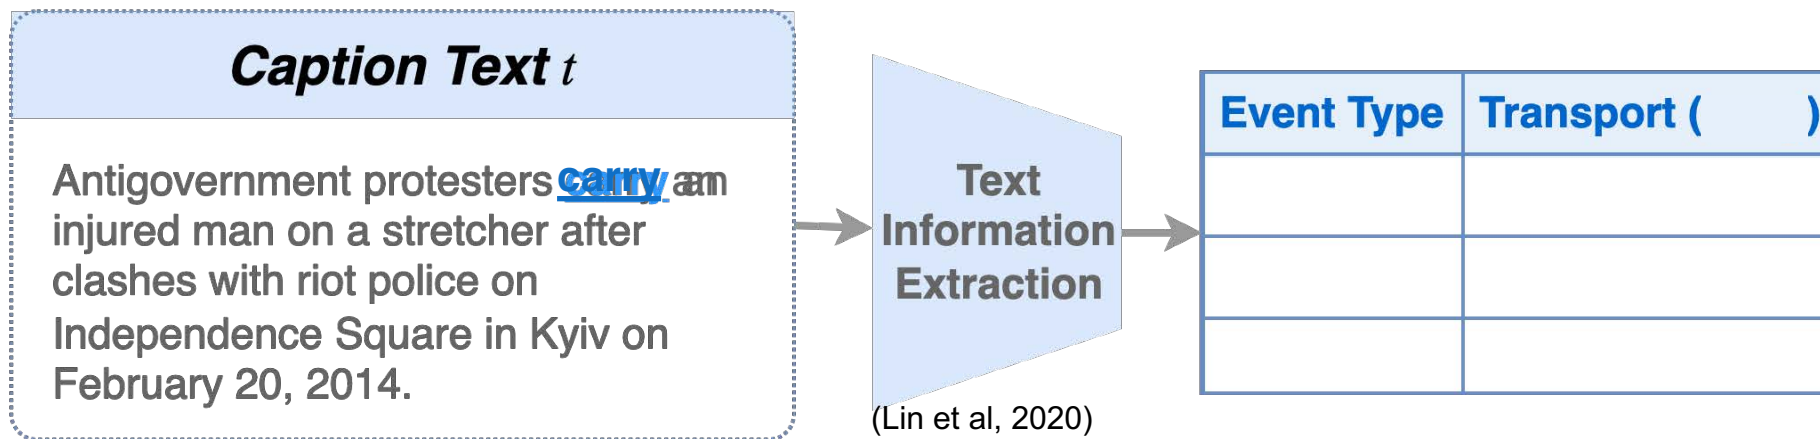 Caption Text t
Antigovernment protesters carry an
injured man on a stretcher after
clashes with riot police on
Independence Square in Kyiv on
February 20, 2014.
Text
Information
Extraction
(Lin et al, 2020)
Event Type Transport ( )